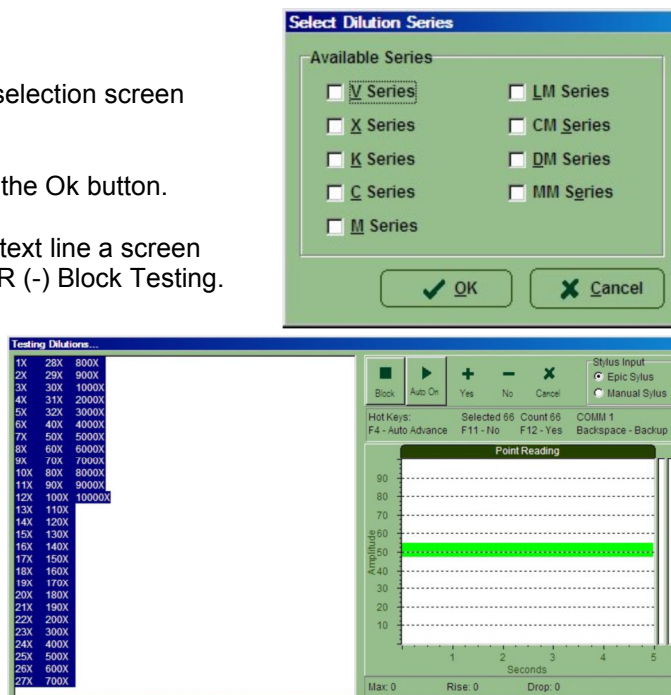 Select Dilution Series
Available Series
V Series LM Series
X Series CM Series
K Series DM Series
C Series MM Series
M Series
OK Cancel
selection screen
the Ok button.
text line a screen
R (-) Block Testing.
Testing Dilutions...
1X 28X 800X
2X 29X 900X
3X 30X 1000X
4X 31X 2000X
5X 32X 3000X
6X 40X 4000X
7X 50X 5000X
8X 60X 6000X
9X 70X 7000X
10X 80X 8000X
11X 90X 9000X
12X 100X 10000X
13X 110X
14X 120X
15X 130X
16X 140X
17X 150X
18X 160X
19X 170X
20X 180X
21X 190X
22X 200X
23X 300X
24X 400X
25X 500X
26X 600X
27X 700X
Block Auto On Yes No Cancel
Stylus Input
Epic Sylus
Manual Sylus
Hot Keys: Selected 66 Count 66 COMM 1
F4 - Auto Advance F11 - No F12 - Yes Backspace - Backup
Point Reading
Amplitude
90
80
70
60
50
40
30
20
10
1 2 3 4 5
Seconds
Max: 0 Rise: 0 Drop: 0